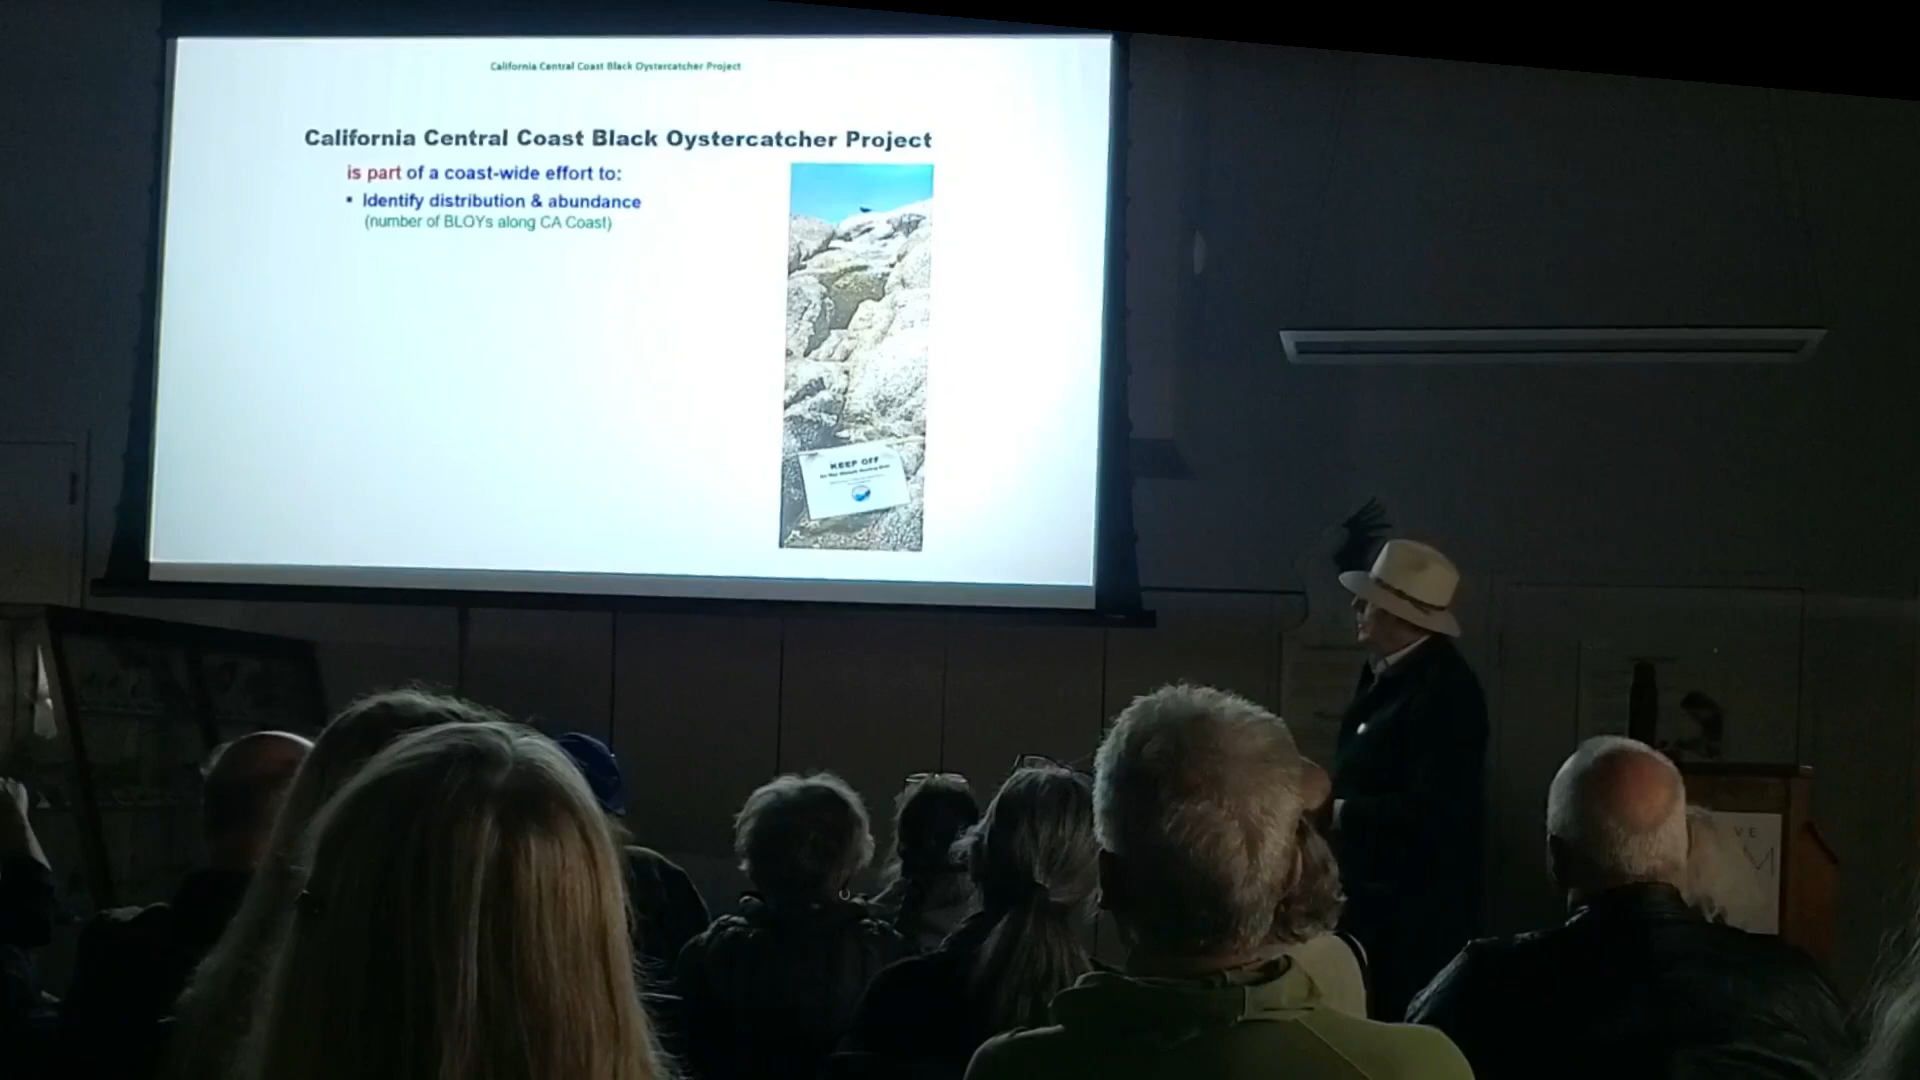 California Central Coast Black Oystercatcher Project
California Central Coast Black Oystercatcher Project
is part of a coast-wide effort to:
▪ Identify distribution & abundance
(number of BLOYs along CA Coast)
KEEP OFF
V E
M